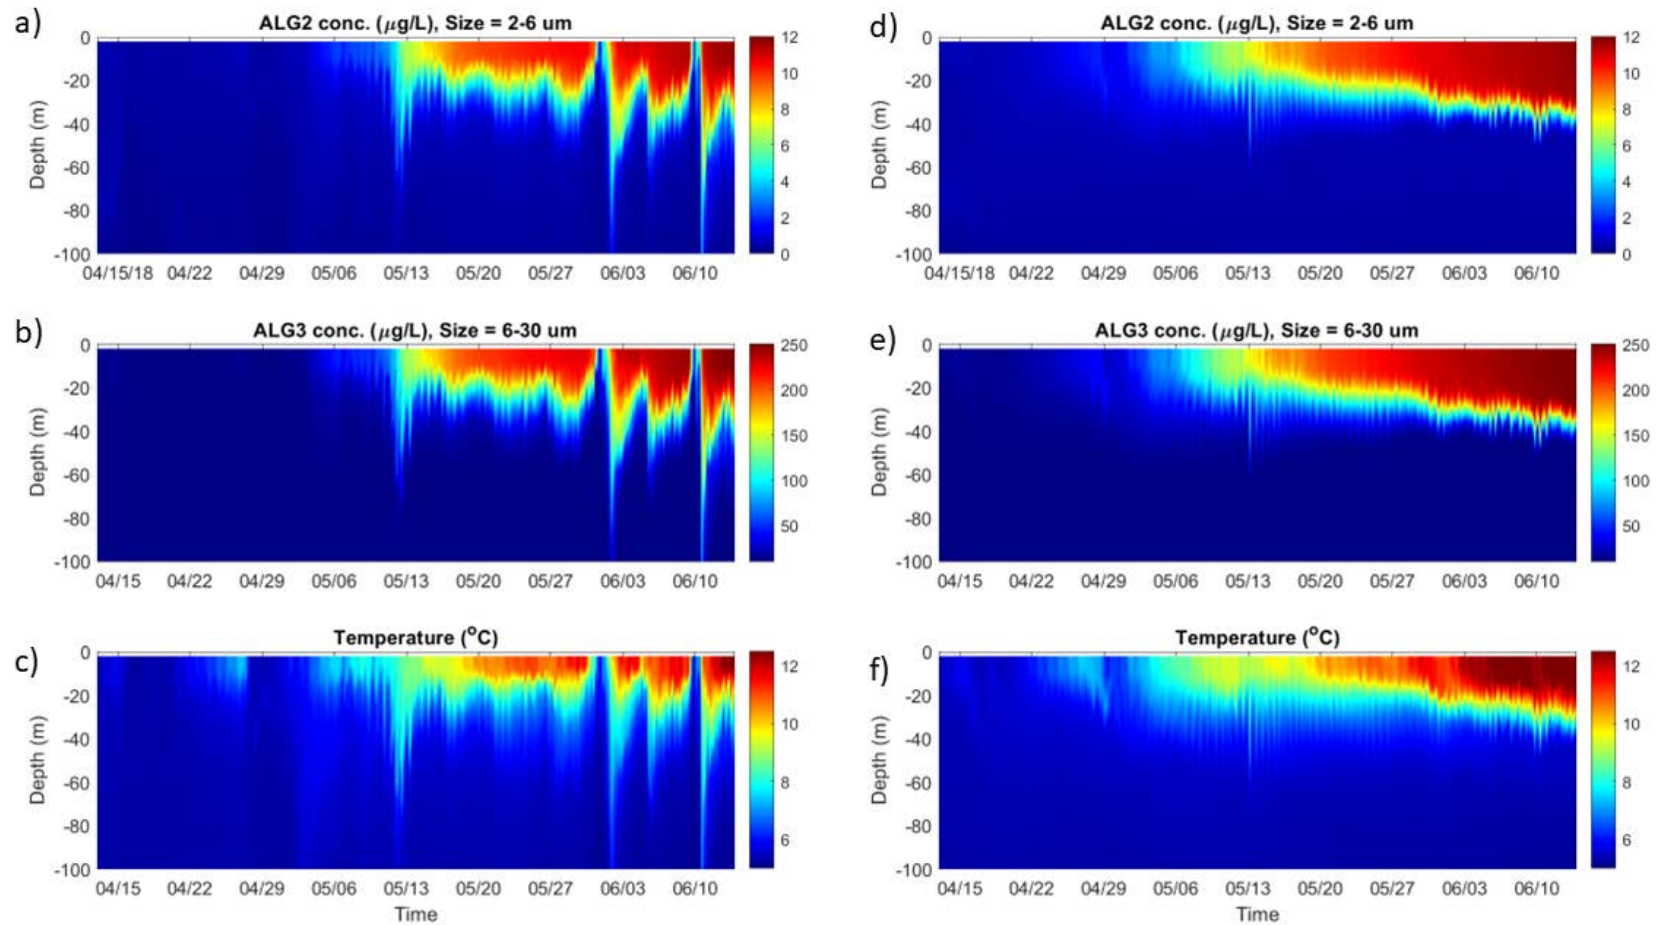 a)
ALG2 conc. (μg/L), Size = 2-6 um
Depth (m)
0
-20
-40
-60
-80
-100
04/15/18 04/22 04/29 05/06 05/13 05/20 05/27 06/03 06/10
12
10
8
6
4
2
0
d)
ALG2 conc. (μg/L), Size = 2-6 um
Depth (m)
0
-20
-40
-60
-80
-100
04/15/18 04/22 04/29 05/06 05/13 05/20 05/27 06/03 06/10
12
10
8
6
4
2
0
b)
ALG3 conc. (μg/L), Size = 6-30 um
Depth (m)
0
-20
-40
-60
-80
-100
04/15 04/22 04/29 05/06 05/13 05/20 05/27 06/03 06/10
250
200
150
100
50
e)
ALG3 conc. (μg/L), Size = 6-30 um
Depth (m)
0
-20
-40
-60
-80
-100
04/15 04/22 04/29 05/06 05/13 05/20 05/27 06/03 06/10
250
200
150
100
50
c)
Temperature (°C)
Depth (m)
0
-20
-40
-60
-80
-100
04/15 04/22 04/29 05/06 05/13 05/20 05/27 06/03 06/10
Time
12
10
8
6
f)
Temperature (°C)
Depth (m)
0
-20
-40
-60
-80
-100
04/15 04/22 04/29 05/06 05/13 05/20 05/27 06/03 06/10
Time
12
10
8
6